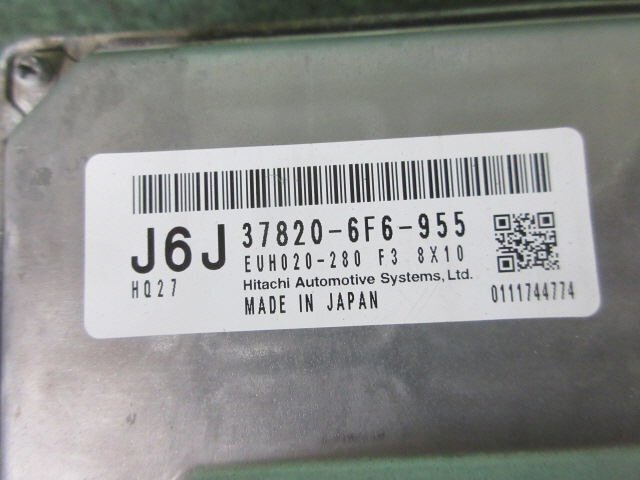 J6J 37820-6F6-955
EUH020-280 F3 8X10
HQ27 Hitachi Automotive Systems, Ltd.
MADE IN JAPAN 0111744774